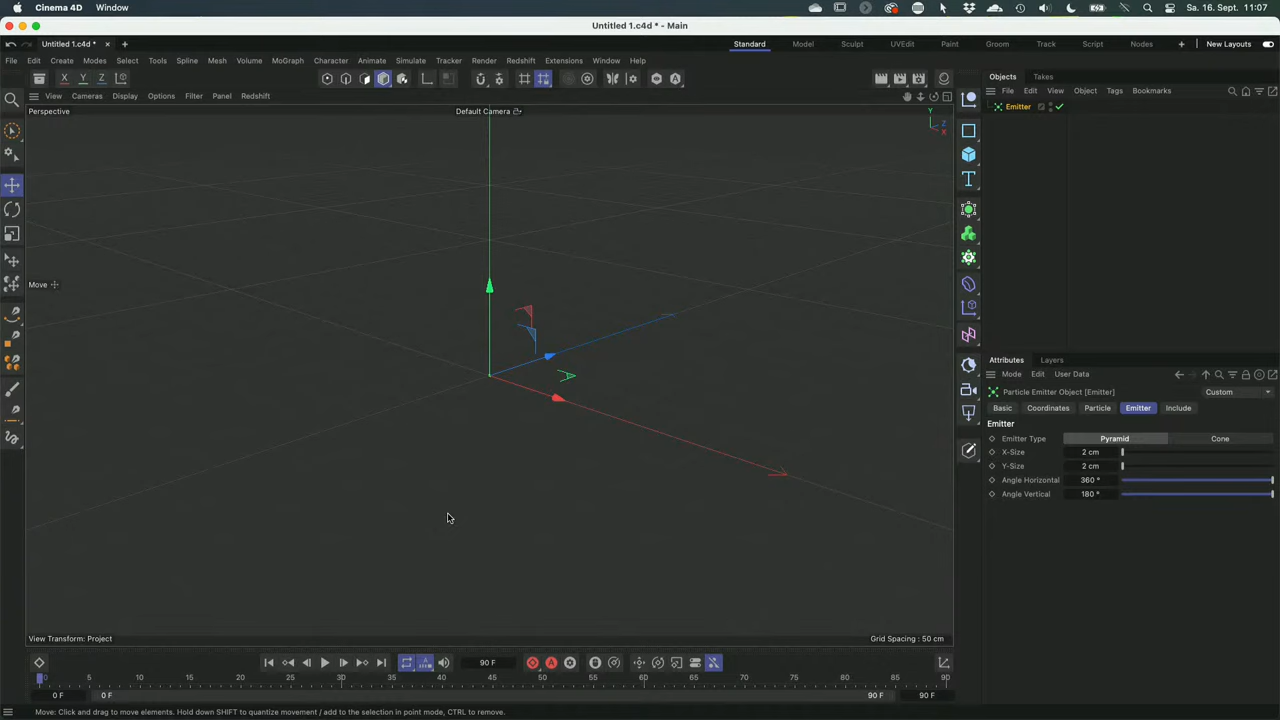 Cinema 4D Window Sa. 16. Sept. 11:07
Untitled 1.c4d * - Main
Untitled 1.c4d * Standard Model Sculpt UVEdit Paint Groom Track Script Nodes New Layouts
File Edit Create Modes Select Tools Spline Mesh Volume MoGraph Character Animate Simulate Tracker Render Redshift Extensions Window Help
Objects Takes
X Y Z
View Cameras Display Options Filter Panel Redshift
File Edit View Object Tags Bookmarks
Perspective Default Camera
Emitter
Y
Z
X
Move
Attributes Layers
Mode Edit User Data
Particle Emitter Object [Emitter] Custom
Basic Coordinates Particle Emitter Include
Emitter
Emitter Type Pyramid Cone
X-Size 2 cm
Y-Size 2 cm
Angle Horizontal 360 °
Angle Vertical 180 °
View Transform: Project Grid Spacing : 50 cm
90 F
0 5 10 15 20 25 30 35 40 45 50 55 60 65 70 75 80 85 90
0 F 0 F 90 F 90 F
Move: Click and drag to move elements. Hold down SHIFT to quantize movement / add to the selection in point mode, CTRL to remove.